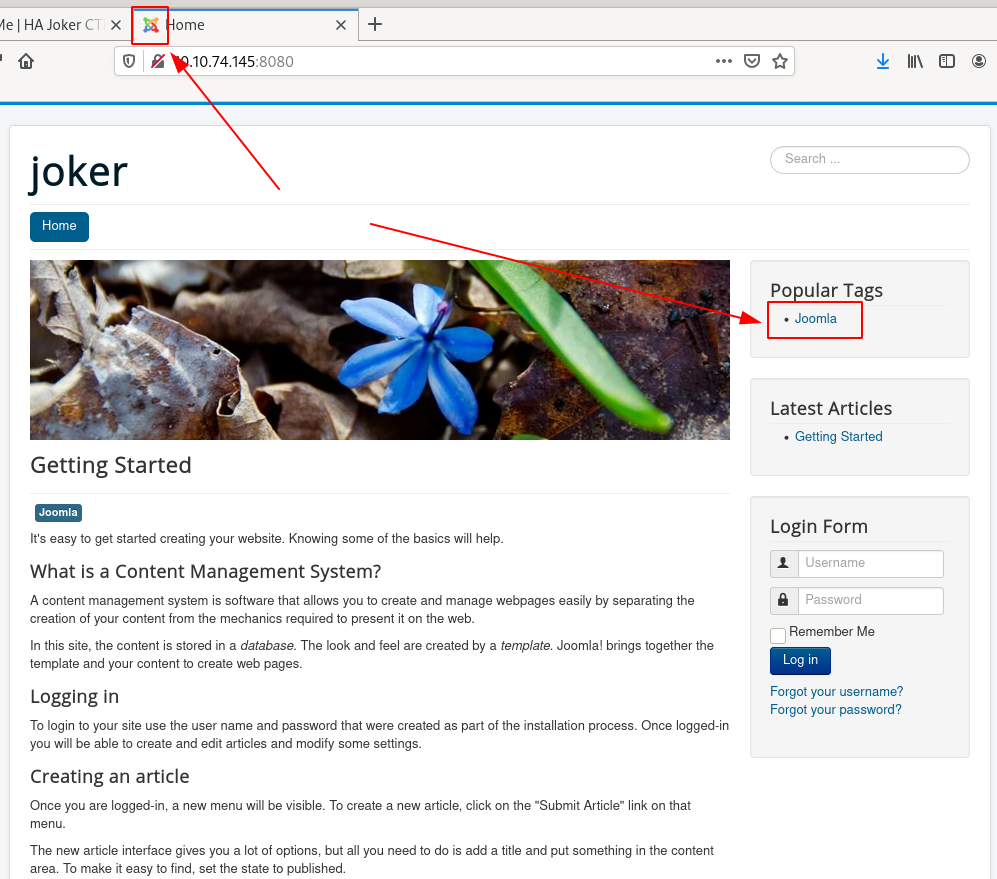 Me | HA Joker CT
Home
10.10.74.145:8080
joker
Search ...
Home
Popular Tags
Joomla
Latest Articles
Getting Started
Login Form
Username
Password
Remember Me
Log in
Forgot your username?
Forgot your password?
Getting Started
Joomla
It's easy to get started creating your website. Knowing some of the basics will help.
What is a Content Management System?
A content management system is software that allows you to create and manage webpages easily by separating the
creation of your content from the mechanics required to present it on the web.
In this site, the content is stored in a database. The look and feel are created by a template. Joomla! brings together the
template and your content to create web pages.
Logging in
To login to your site use the user name and password that were created as part of the installation process. Once logged-in
you will be able to create and edit articles and modify some settings.
Creating an article
Once you are logged-in, a new menu will be visible. To create a new article, click on the "Submit Article" link on that
menu.
The new article interface gives you a lot of options, but all you need to do is add a title and put something in the content
area. To make it easy to find, set the state to published.